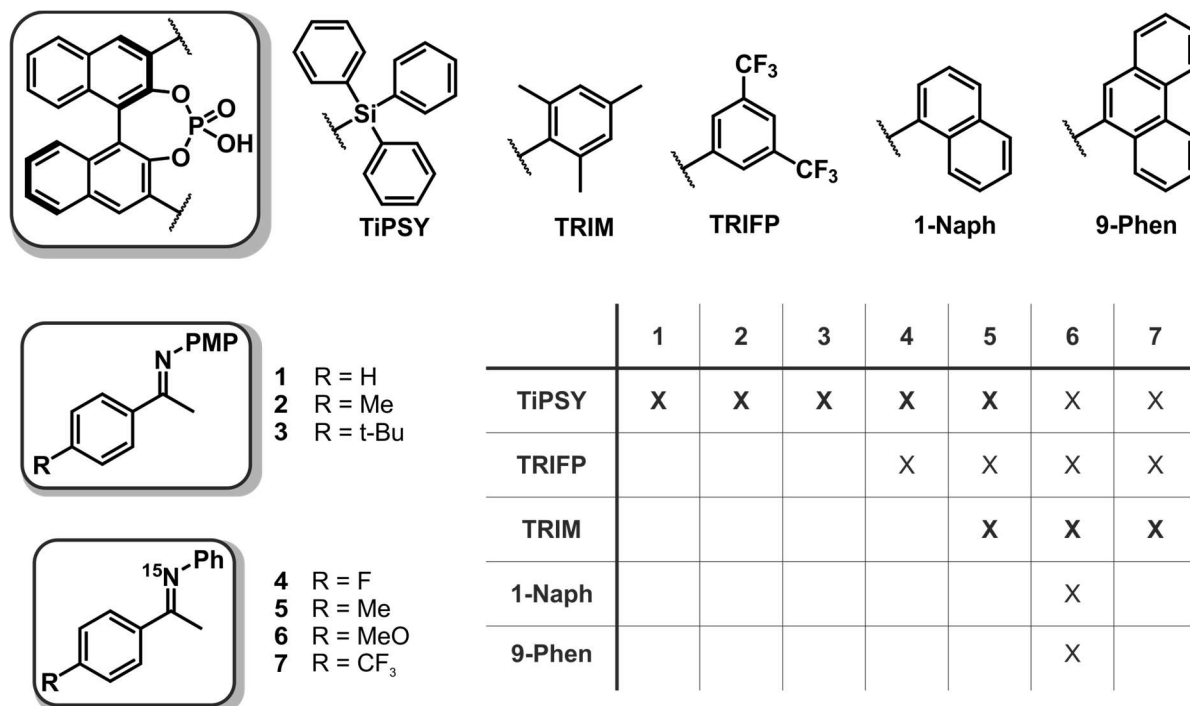 O
O
P
O
OH
Si
TiPSY
TRIM
CF₃
CF₃
TRIFP
1-Naph
9-Phen
N-PMP
R
1 R = H
2 R = Me
3 R = t-Bu
15N-Ph
R
4 R = F
5 R = Me
6 R = MeO
7 R = CF₃
1 2 3 4 5 6 7
TiPSY X X X X X X X
TRIFP X X X X
TRIM X X X
1-Naph X
9-Phen X